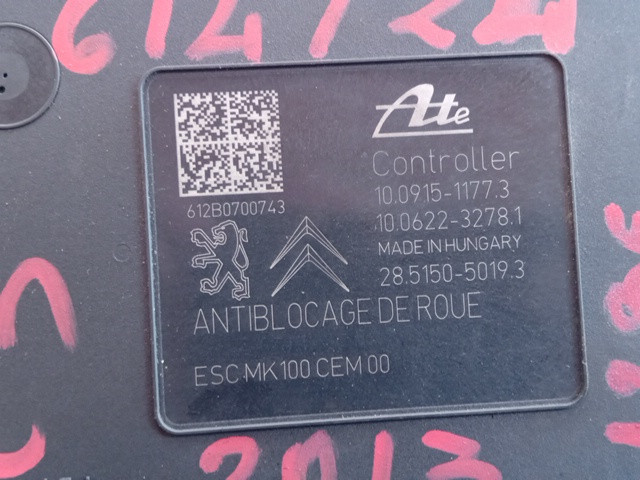 Ate
Controller
10.0915-1177.3
612B0700743
10.0622-3278.1
MADE IN HUNGARY
28.5150-5019.3
ANTIBLOCAGE DE ROUE
ESC MK100 CEM 00
2013